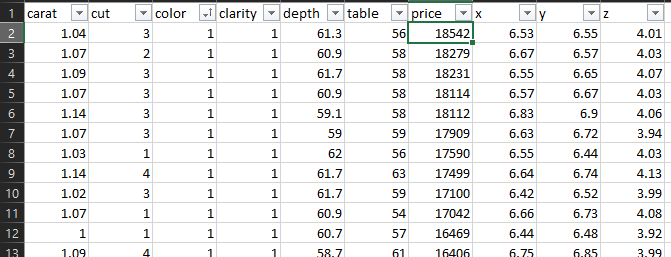 1 carat cut color clarity depth table price x y z
2 1.04 3 1 1 61.3 56 18542 6.53 6.55 4.01
3 1.07 2 1 1 60.9 58 18279 6.67 6.57 4.03
4 1.09 3 1 1 61.7 58 18231 6.55 6.65 4.07
5 1.07 3 1 1 60.9 58 18114 6.57 6.67 4.03
6 1.14 3 1 1 59.1 58 18112 6.83 6.9 4.06
7 1.07 3 1 1 59 59 17909 6.63 6.72 3.94
8 1.03 1 1 1 62 56 17590 6.55 6.44 4.03
9 1.14 4 1 1 61.7 63 17499 6.64 6.74 4.13
10 1.02 3 1 1 61.7 59 17100 6.42 6.52 3.99
11 1.07 1 1 1 60.9 54 17042 6.66 6.73 4.08
12 1 1 1 1 60.7 57 16469 6.44 6.48 3.92
13 1.09 4 1 1 58.7 61 16406 6.75 6.85 3.99